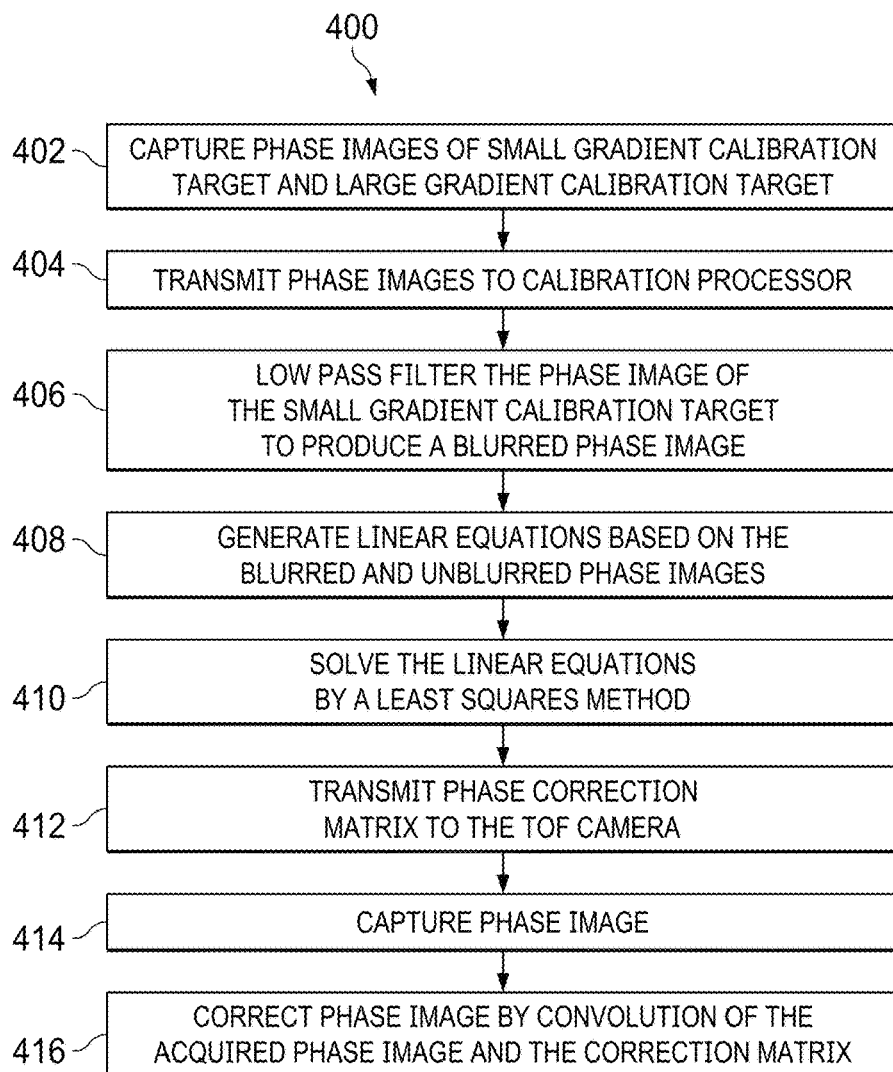 400
402
CAPTURE PHASE IMAGES OF SMALL GRADIENT CALIBRATION
TARGET AND LARGE GRADIENT CALIBRATION TARGET
404
TRANSMIT PHASE IMAGES TO CALIBRATION PROCESSOR
406
LOW PASS FILTER THE PHASE IMAGE OF
THE SMALL GRADIENT CALIBRATION TARGET
TO PRODUCE A BLURRED PHASE IMAGE
408
GENERATE LINEAR EQUATIONS BASED ON THE
BLURRED AND UNBLURRED PHASE IMAGES
410
SOLVE THE LINEAR EQUATIONS
BY A LEAST SQUARES METHOD
412
TRANSMIT PHASE CORRECTION
MATRIX TO THE TOF CAMERA
414
CAPTURE PHASE IMAGE
416
CORRECT PHASE IMAGE BY CONVOLUTION OF THE
ACQUIRED PHASE IMAGE AND THE CORRECTION MATRIX